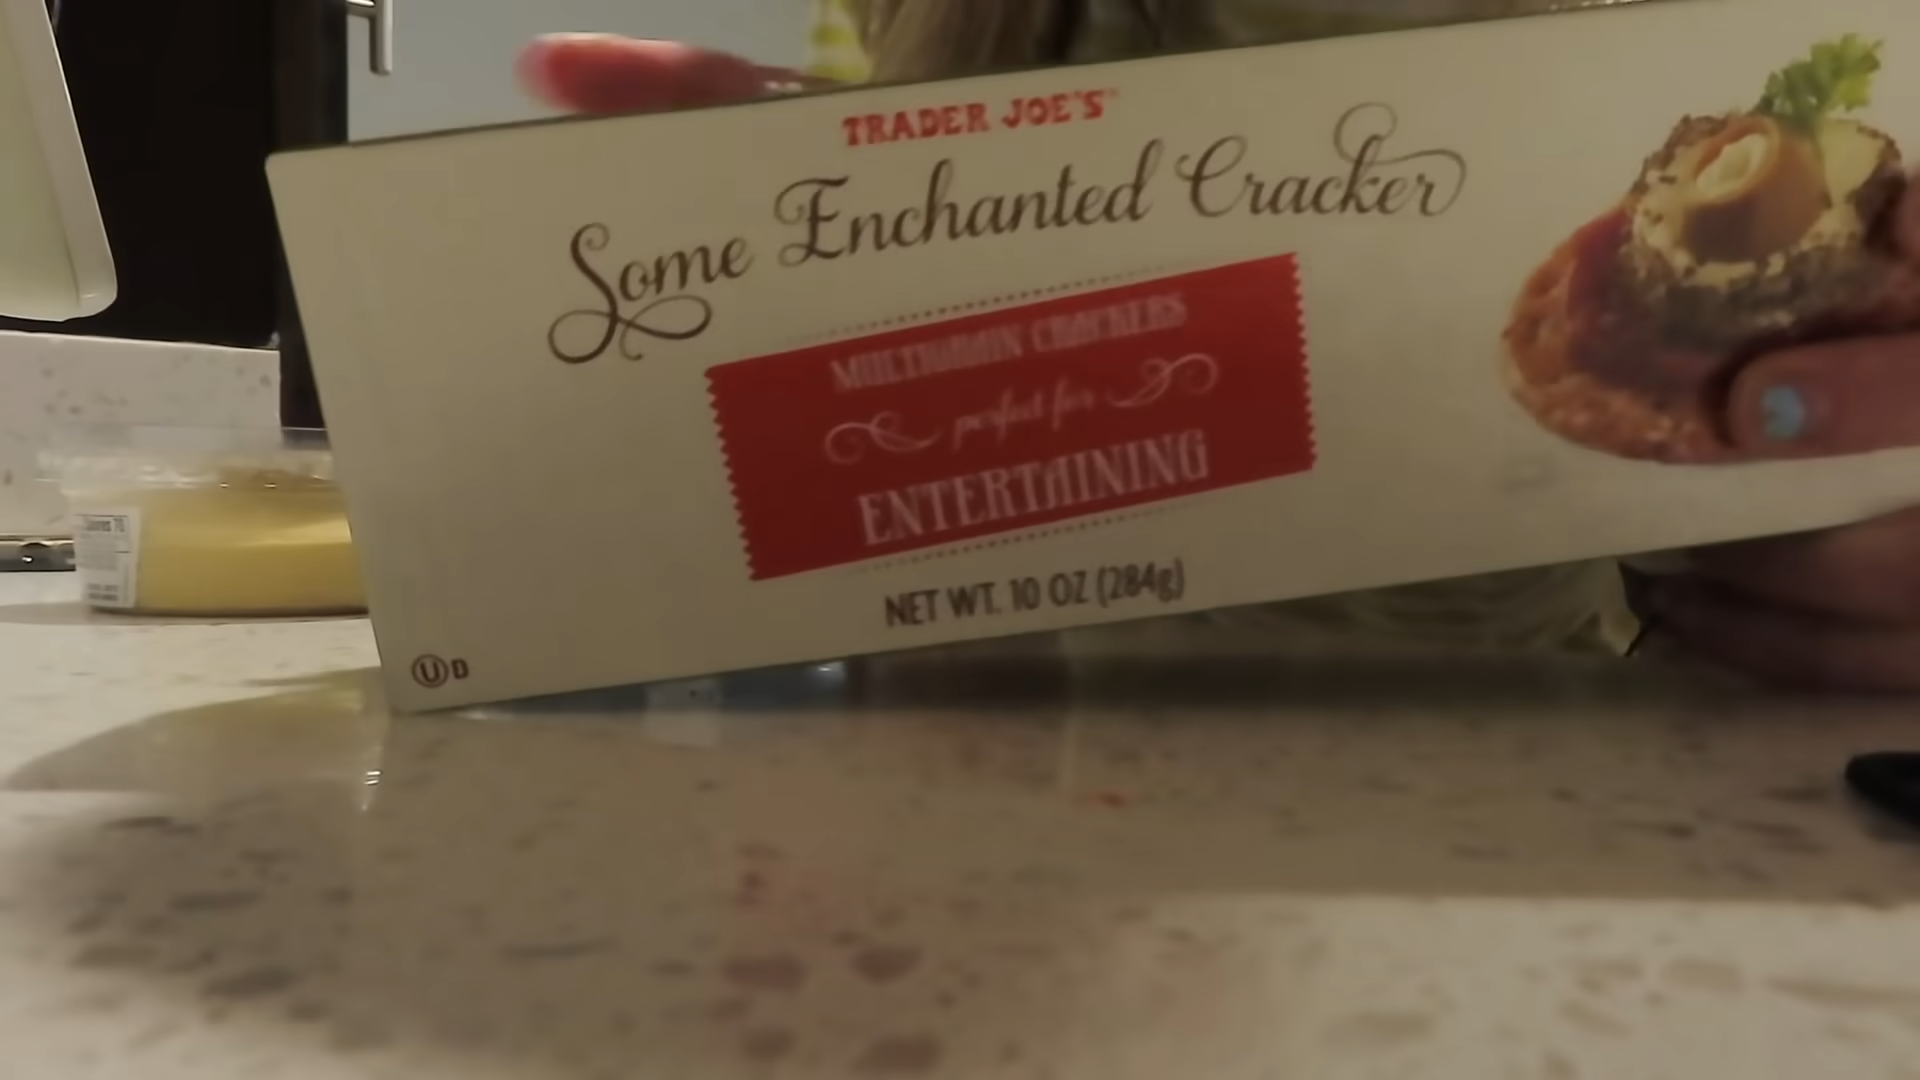 TRADER JOE'S
Some Enchanted Cracker
MULTIGRAIN CRACKERS
perfect for
ENTERTAINING
NET WT. 10 OZ (284g)
U D